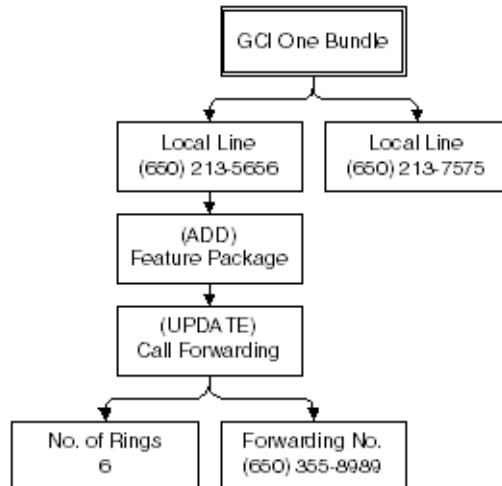 GCI One Bundle
Local Line
(650) 213-5656
Local Line
(650) 213-7575
(ADD)
Feature Package
(UPDATE)
Call Forwarding
No. of Rings
6
Forwarding No.
(650) 355-8989